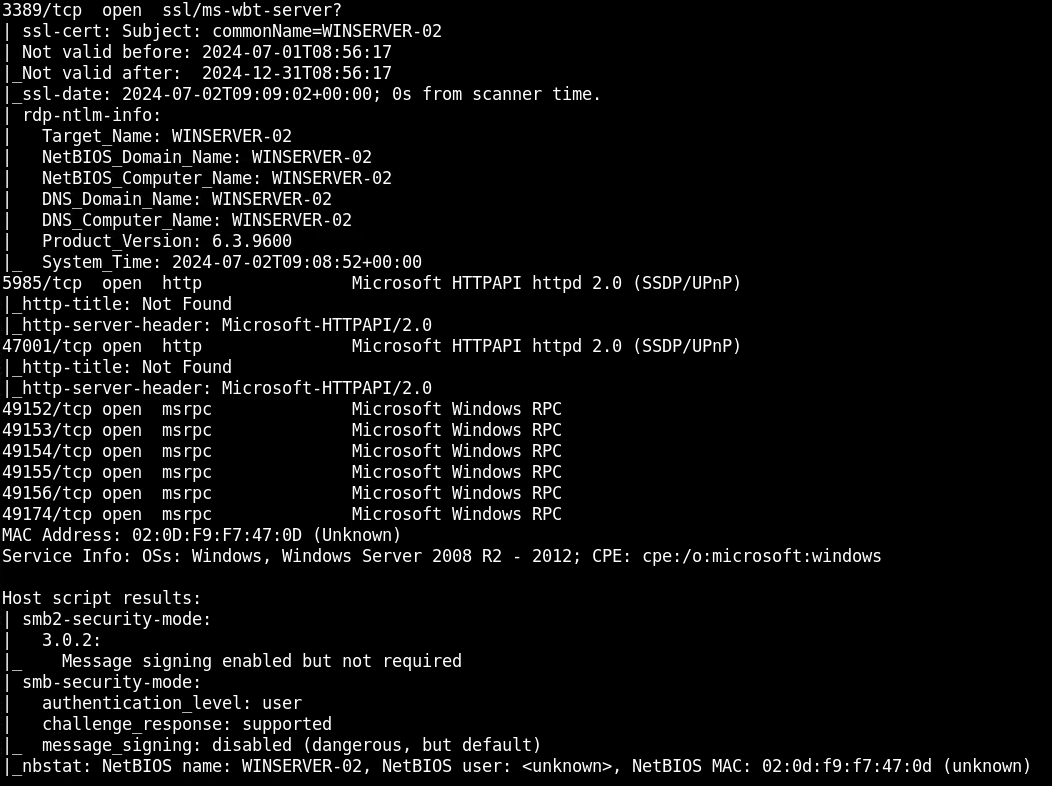 3389/tcp  open  ssl/ms-wbt-server?
| ssl-cert: Subject: commonName=WINSERVER-02
| Not valid before: 2024-07-01T08:56:17
|_Not valid after:  2024-12-31T08:56:17
|_ssl-date: 2024-07-02T09:09:02+00:00; 0s from scanner time.
| rdp-ntlm-info:
|   Target_Name: WINSERVER-02
|   NetBIOS_Domain_Name: WINSERVER-02
|   NetBIOS_Computer_Name: WINSERVER-02
|   DNS_Domain_Name: WINSERVER-02
|   DNS_Computer_Name: WINSERVER-02
|   Product_Version: 6.3.9600
|_  System_Time: 2024-07-02T09:08:52+00:00
5985/tcp  open  http               Microsoft HTTPAPI httpd 2.0 (SSDP/UPnP)
|_http-title: Not Found
|_http-server-header: Microsoft-HTTPAPI/2.0
47001/tcp open  http               Microsoft HTTPAPI httpd 2.0 (SSDP/UPnP)
|_http-title: Not Found
|_http-server-header: Microsoft-HTTPAPI/2.0
49152/tcp open  msrpc              Microsoft Windows RPC
49153/tcp open  msrpc              Microsoft Windows RPC
49154/tcp open  msrpc              Microsoft Windows RPC
49155/tcp open  msrpc              Microsoft Windows RPC
49156/tcp open  msrpc              Microsoft Windows RPC
49174/tcp open  msrpc              Microsoft Windows RPC
MAC Address: 02:0D:F9:F7:47:0D (Unknown)
Service Info: OSs: Windows, Windows Server 2008 R2 - 2012; CPE: cpe:/o:microsoft:windows

Host script results:
| smb2-security-mode:
|   3.0.2:
|_    Message signing enabled but not required
| smb-security-mode:
|   authentication_level: user
|   challenge_response: supported
|_  message_signing: disabled (dangerous, but default)
|_nbstat: NetBIOS name: WINSERVER-02, NetBIOS user: <unknown>, NetBIOS MAC: 02:0d:f9:f7:47:0d (unknown)